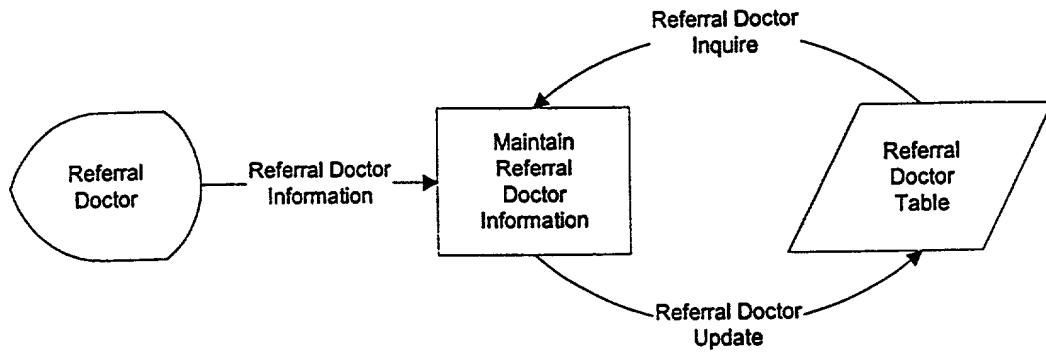 Referral Doctor
Inquire
Referral
Doctor
Referral Doctor
Information
Maintain
Referral
Doctor
Information
Referral
Doctor
Table
Referral Doctor
Update